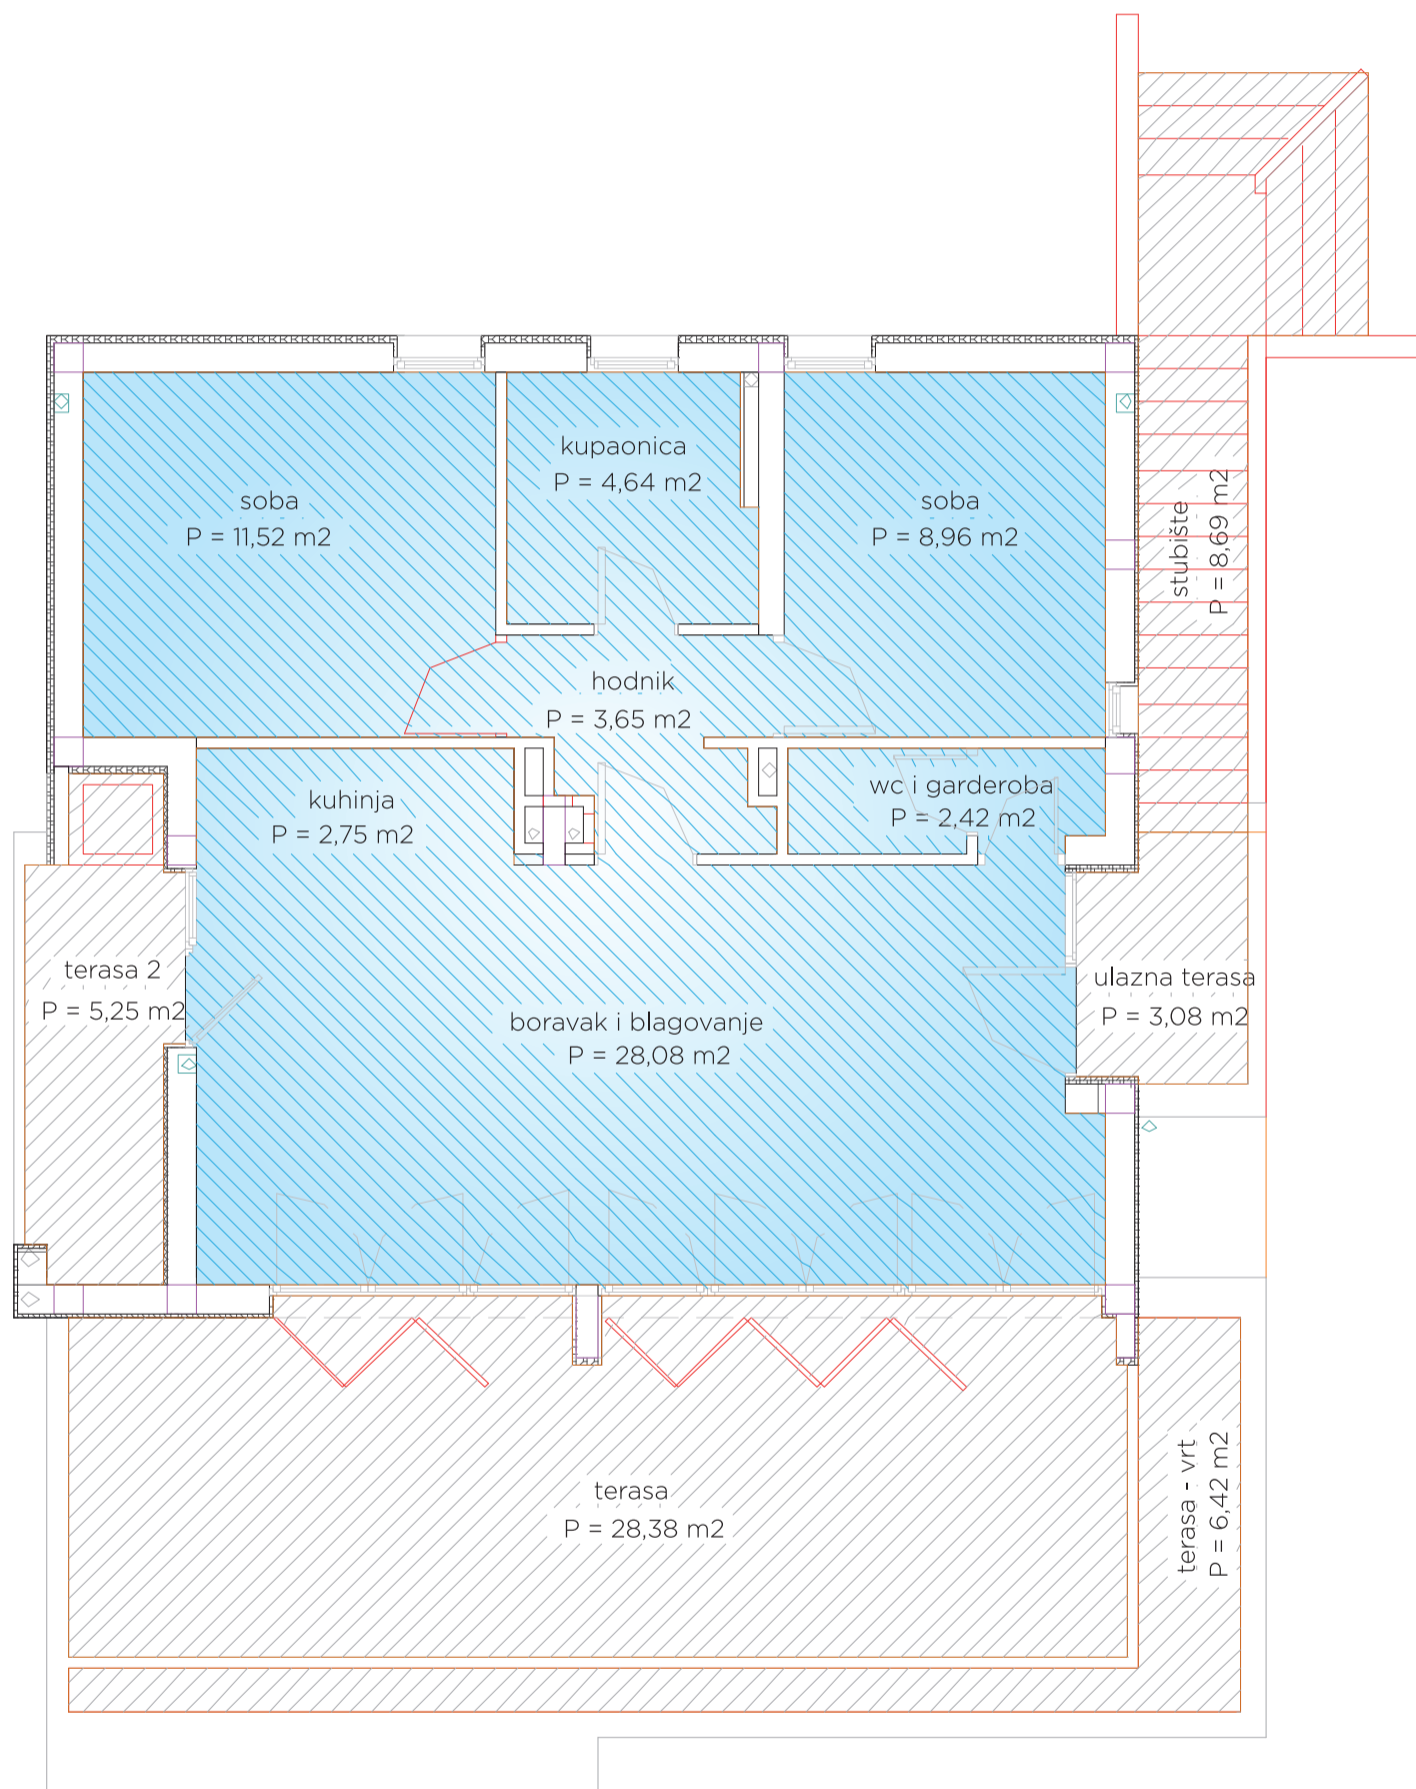 kupaonica
P = 4,64 m2
soba
P = 11,52 m2
soba
P = 8,96 m2
stubište
P = 8,69 m2
hodnik
P = 3,65 m2
kuhinja
P = 2,75 m2
wc i garderoba
P = 2,42 m2
terasa 2
P = 5,25 m2
ulazna terasa
P = 3,08 m2
boravak i blagovanje
P = 28,08 m2
terasa
P = 28,38 m2
terasa - vrt
P = 6,42 m2